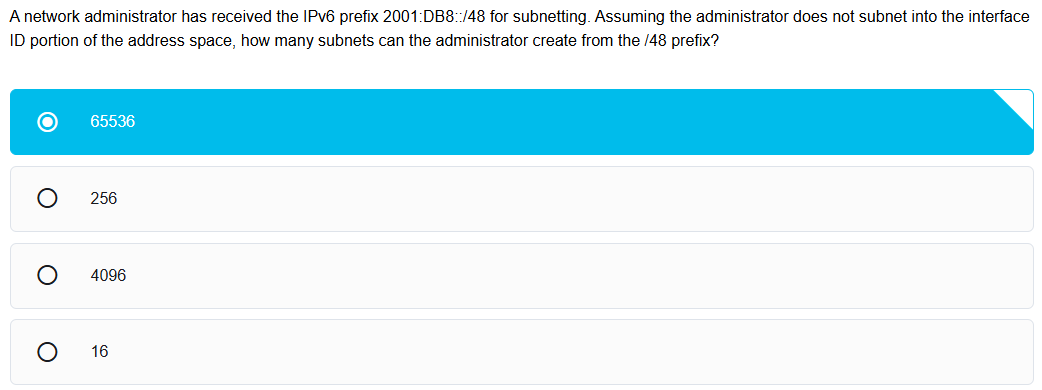 A network administrator has received the IPv6 prefix 2001:DB8::/48 for subnetting. Assuming the administrator does not subnet into the interface
ID portion of the address space, how many subnets can the administrator create from the /48 prefix?
65536
256
4096
16